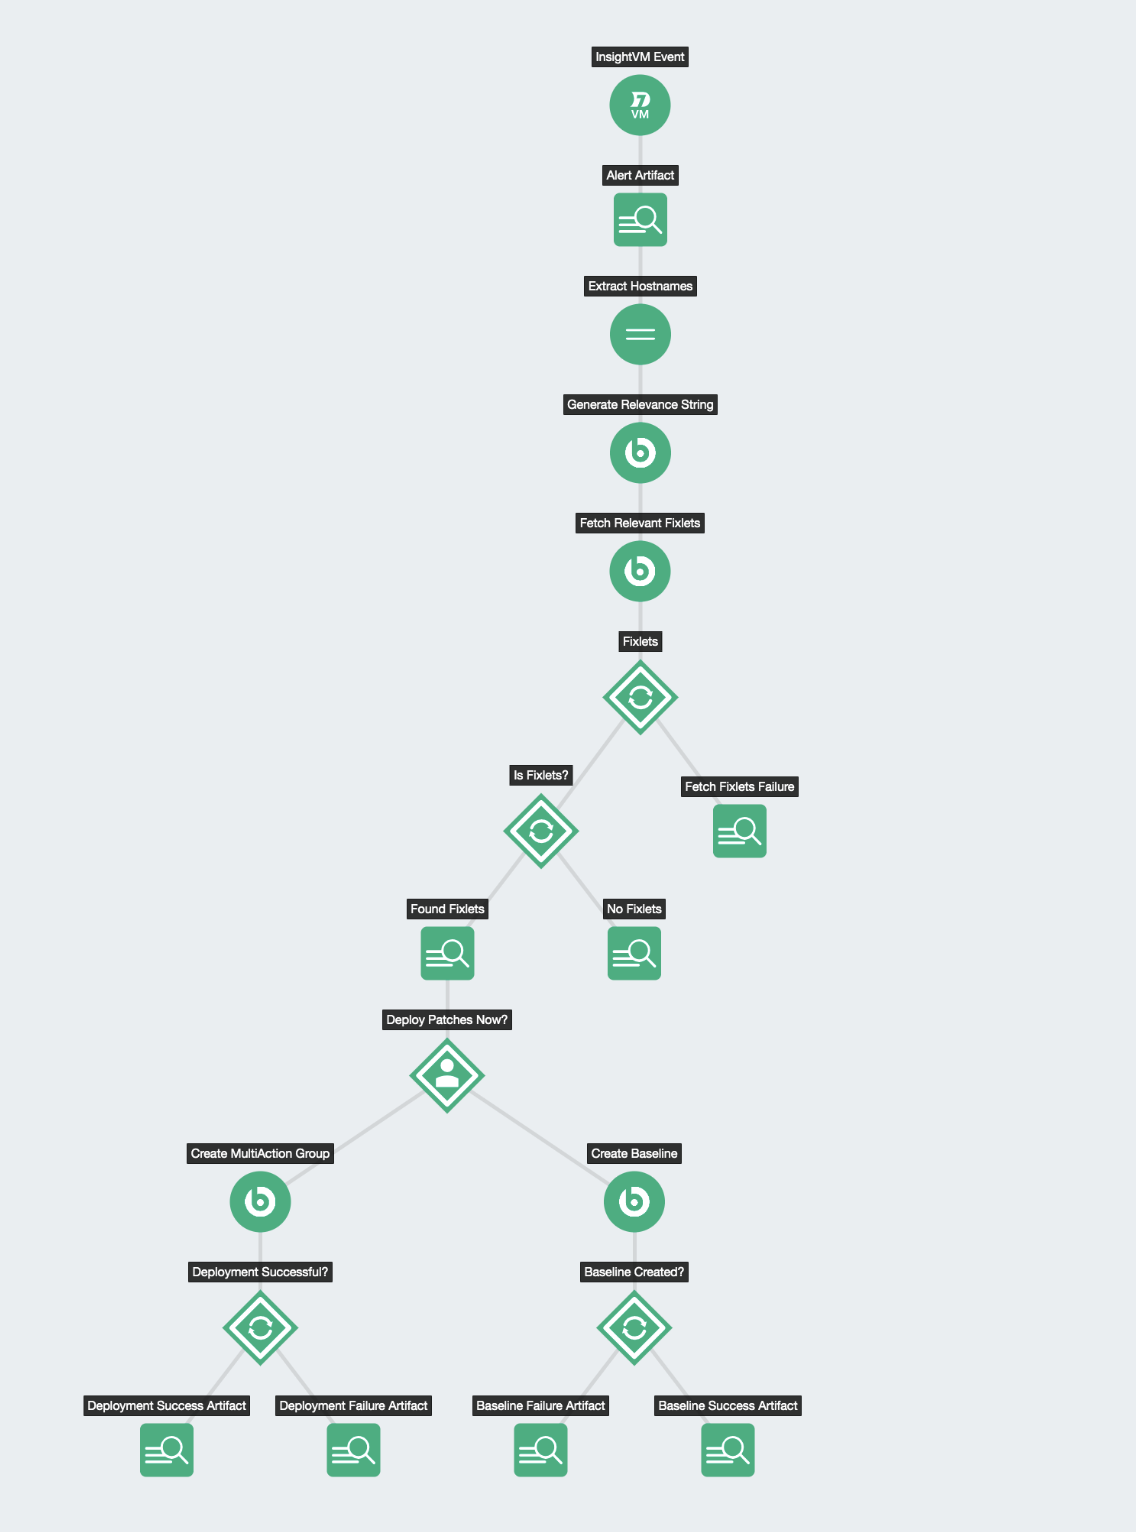 InsightVM Event
VM
Alert Artifact
Extract Hostnames
Generate Relevance String
Fetch Relevant Fixlets
Fixlets
Is Fixlets?
Fetch Fixlets Failure
Found Fixlets
No Fixlets
Deploy Patches Now?
Create MultiAction Group
Create Baseline
Deployment Successful?
Baseline Created?
Deployment Success Artifact
Deployment Failure Artifact
Baseline Failure Artifact
Baseline Success Artifact